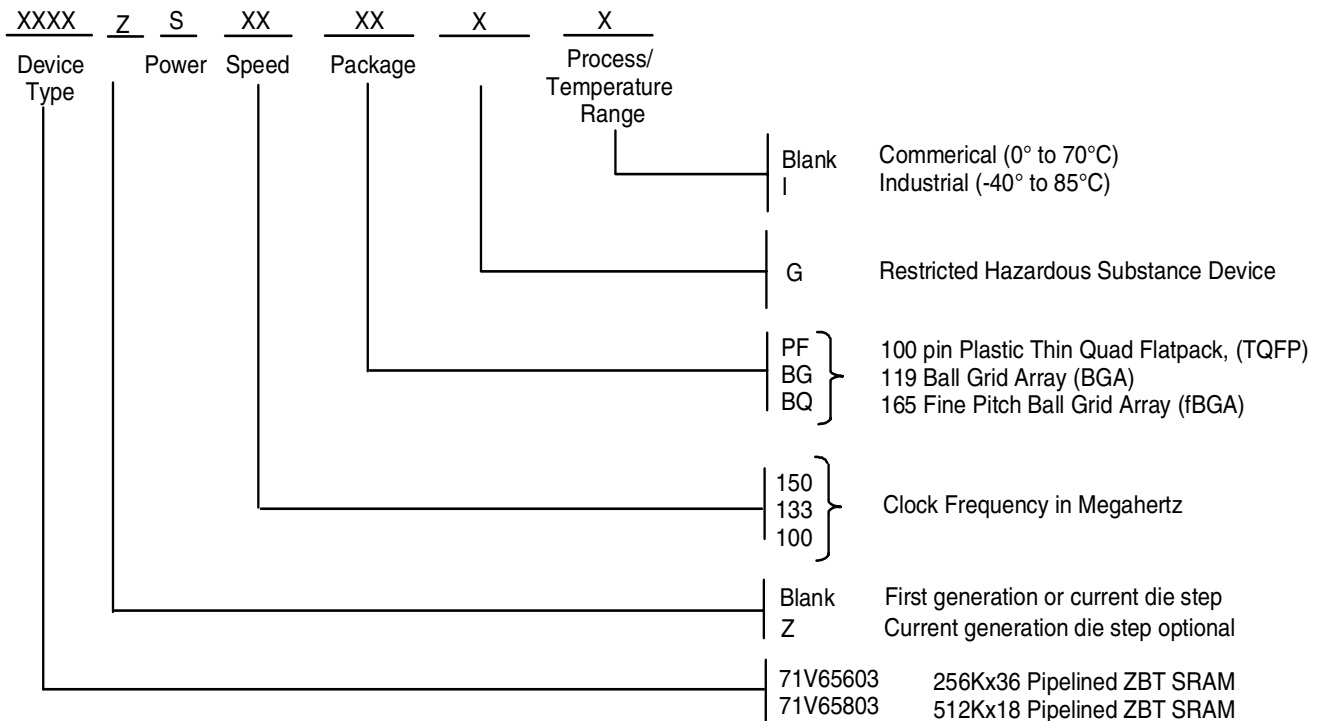 XXXX Z S XX XX X X
Device Type
Power
Speed
Package
Process/
Temperature
Range
Blank Commerical (0° to 70°C)
I Industrial (-40° to 85°C)
G Restricted Hazardous Substance Device
PF 100 pin Plastic Thin Quad Flatpack, (TQFP)
BG 119 Ball Grid Array (BGA)
BQ 165 Fine Pitch Ball Grid Array (fBGA)
150
133 Clock Frequency in Megahertz
100
Blank First generation or current die step
Z Current generation die step optional
71V65603 256Kx36 Pipelined ZBT SRAM
71V65803 512Kx18 Pipelined ZBT SRAM